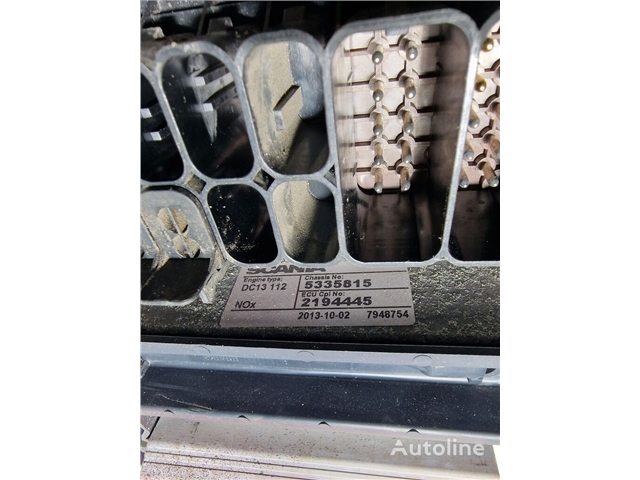 SCANIA
Engine type: Chassis No:
DC13 112 5335815
ECU Cpl No:
NOx 2194445
2013-10-02 7948754
Autoline